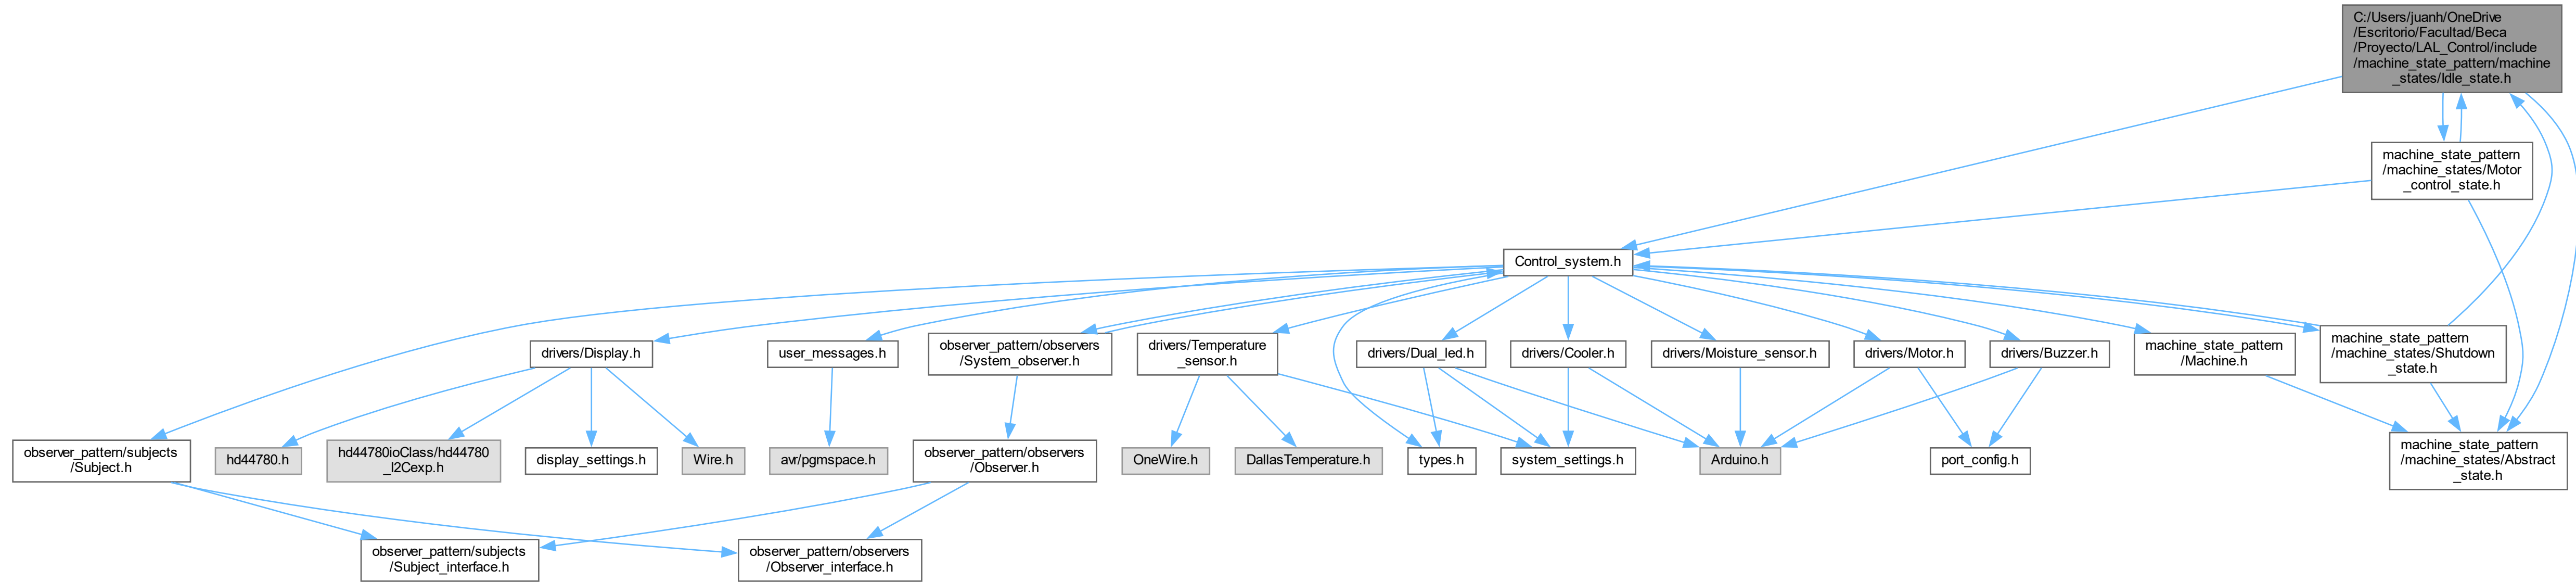 C:/Users/juanh/OneDrive
/Escritorio/Facultad/Beca
/Proyecto/LAL_Control/include
/machine_state_pattern/machine
_states/Idle_state.h
machine_state_pattern
/machine_states/Motor
_control_state.h
Control_system.h
drivers/Display.h
user_messages.h
observer_pattern/observers
/System_observer.h
drivers/Temperature
_sensor.h
drivers/Dual_led.h
drivers/Cooler.h
drivers/Moisture_sensor.h
drivers/Motor.h
drivers/Buzzer.h
machine_state_pattern
/Machine.h
machine_state_pattern
/machine_states/Shutdown
_state.h
observer_pattern/subjects
/Subject.h
hd44780.h
hd44780ioClass/hd44780
_I2Cexp.h
display_settings.h
Wire.h
avr/pgmspace.h
observer_pattern/observers
/Observer.h
OneWire.h
DallasTemperature.h
types.h
system_settings.h
Arduino.h
port_config.h
machine_state_pattern
/machine_states/Abstract
_state.h
observer_pattern/subjects
/Subject_interface.h
observer_pattern/observers
/Observer_interface.h